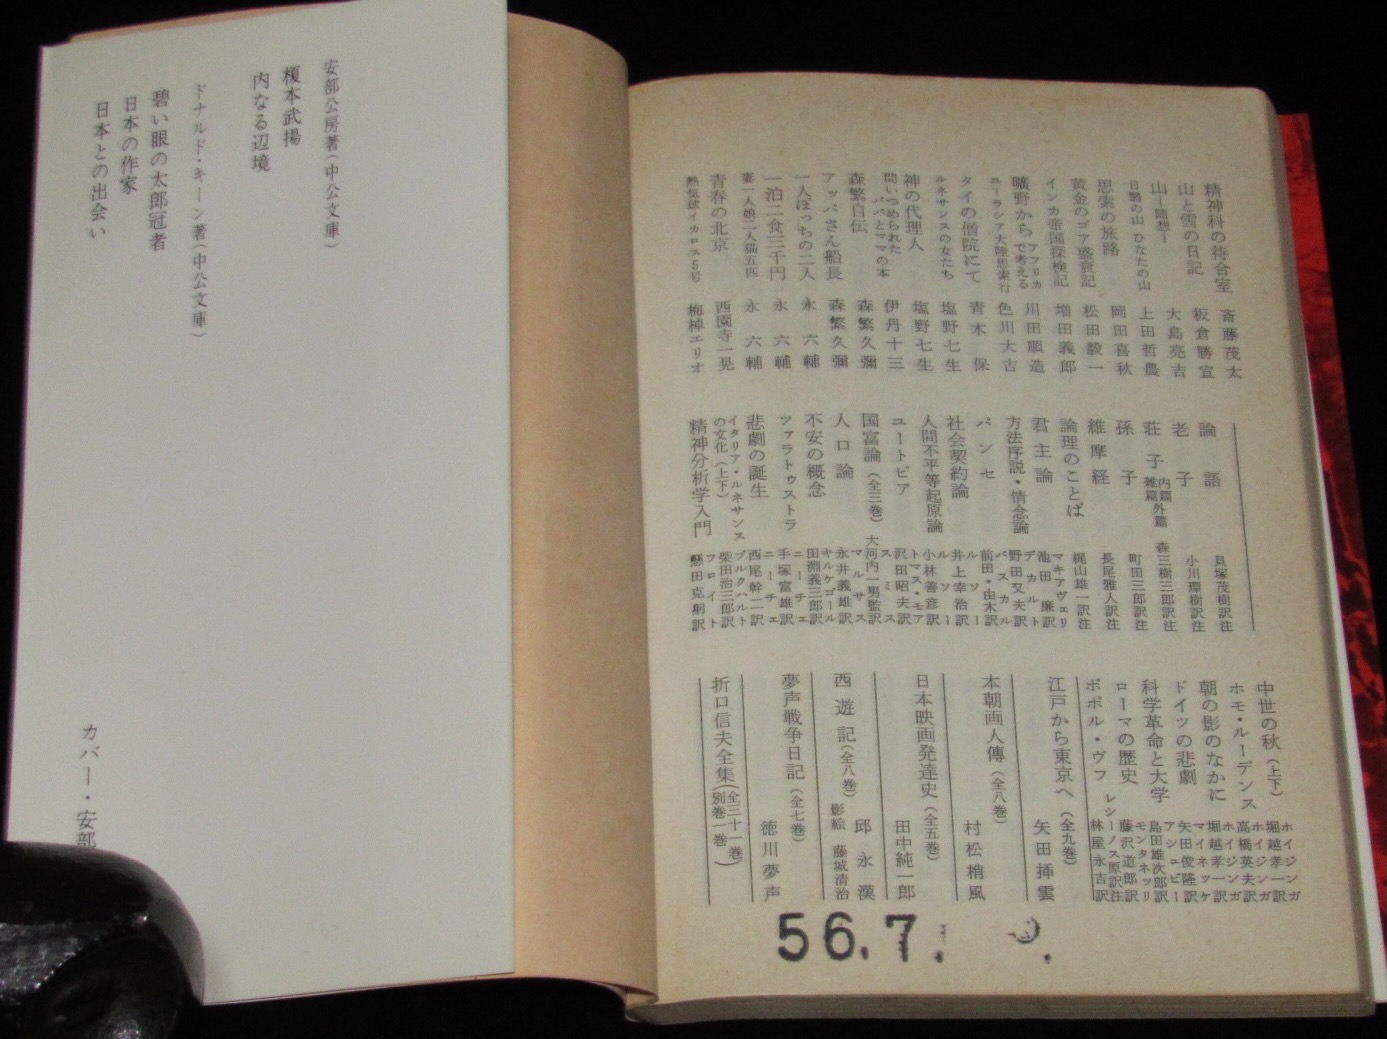 安部公房著(中公文庫)
榎本武揚
内なる辺境
ドナルド・キーン著(中公文庫)
碧い眼の太郎冠者
日本の作家
日本との出会い
カバー・安部
精神科の待合室 斎藤茂太
山と雪の日記 板倉勝宣
山―随想― 大島亮吉
日翳の山 ひなたの山 上田哲農
思索の旅路 岡田喜秋
黄金のゴア盛衰記 松田毅一
インカ帝国探検記 増田義郎
曠野から アフリカで考える 川田順造
ユーラシア大陸思索行 色川大吉
タイの僧院にて 青木保
ルネサンスの女たち 塩野七生
神の代理人 塩野七生
問いつめられたパパとママの本 伊丹十三
森繁自伝 森繁久彌
アッパさん船長 森繁久彌
一人ぽっちの二人 永六輔
一泊二食三千円 永六輔
妻一人娘二人猫五匹 永六輔
青春の北京 西園寺一晃
熱気球イカロス5号 梅棹エリオ
論語 貝塚茂樹訳注
老子 小川環樹訳注
荘子 内篇 外篇 雑篇 森三樹三郎訳注
孫子 町田三郎訳注
維摩経 長尾雅人訳注
論理のことば 梶山雄一訳注
君主論 マキアヴェリ 池田廉訳
方法序説・情念論 デカルト 野田又夫訳
パンセ パスカル 前田・由木訳
社会契約論 ルソー 井上幸治訳
人間不平等起原論 ルソー 小林善彦訳
ユートピア トマス・モア 沢田昭夫訳
国富論(全三巻) スミス 大河内一男監訳
人口論 マルサス 永井義雄訳
不安の概念 キルケゴール 田淵義三郎訳
ツァラトゥストラ ニーチェ 手塚富雄訳
悲劇の誕生 ニーチェ 西尾幹二訳
イタリア・ルネサンスの文化(上下) ブルクハルト 柴田治三郎訳
精神分析学入門 フロイト 懸田克躬訳
中世の秋(上下) ホイジンガ 堀越孝一訳
ホモ・ルーデンス ホイジンガ 高橋英夫訳
朝の影のなかに ホイジンガ 堀越孝一訳
ドイツの悲劇 マイネッケ 矢田俊隆訳
科学革命と大学 アシュビー 島田雄次郎訳
ローマの歴史 モンタネッリ 藤沢道郎訳
ポポル・ヴフ レシーノス原訳注 林屋永吉訳
江戸から東京へ(全九巻) 矢田挿雲
本朝画人傳(全八巻) 村松梢風
日本映画発達史(全五巻) 田中純一郎
西遊記(全八巻) 邱永漢 影絵 藤城清治
夢声戦争日記(全七巻) 徳川夢声
折口信夫全集(全三十一巻 別巻一巻)
56.7.